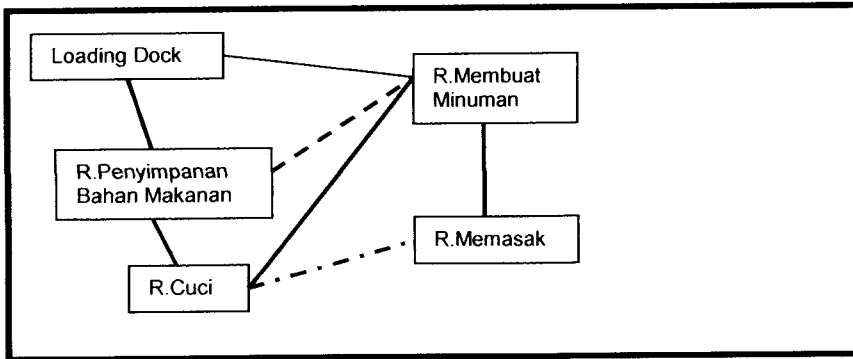 Loading Dock
R.Membuat
Minuman
R.Penyimpanan
Bahan Makanan
R.Memasak
R.Cuci